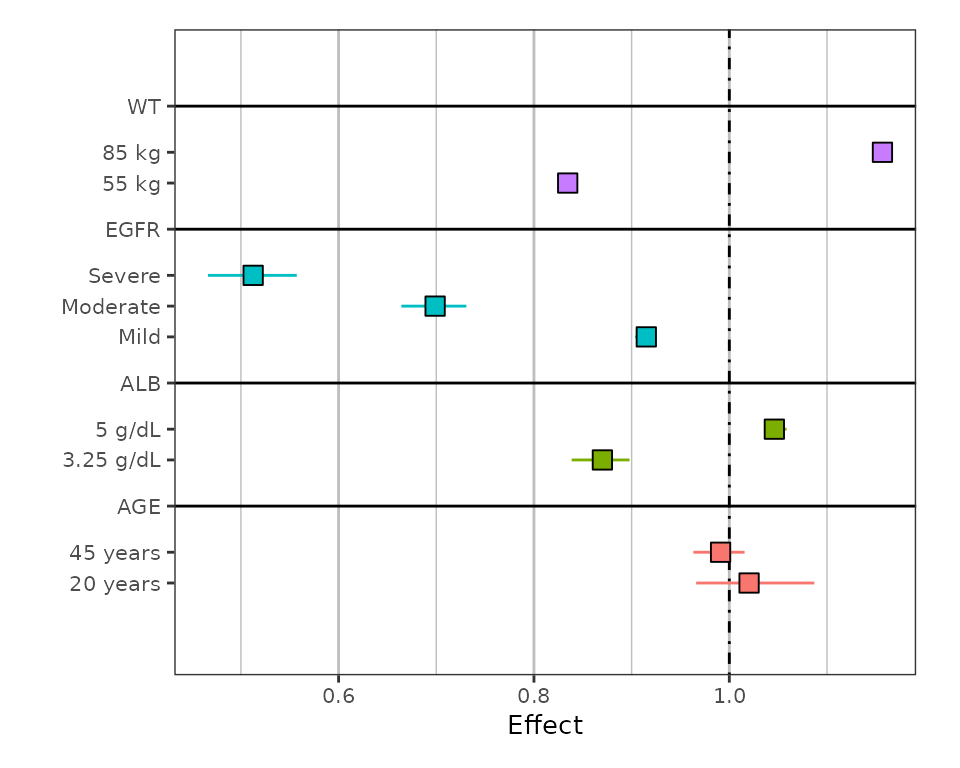 WT
85 kg
55 kg
EGFR
Severe
Moderate
Mild
ALB
5 g/dL
3.25 g/dL
AGE
45 years
20 years
0.6 0.8 1.0
Effect